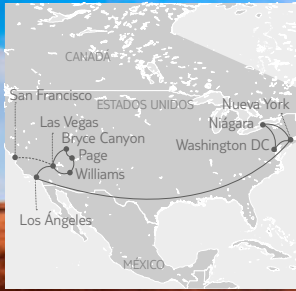 CANADÁ
San Francisco
ESTADOS UNIDOS
Nueva York
Las Vegas
Niágara
Bryce Canyon
Washington DC
Page
Williams
Los Ángeles
MÉXICO